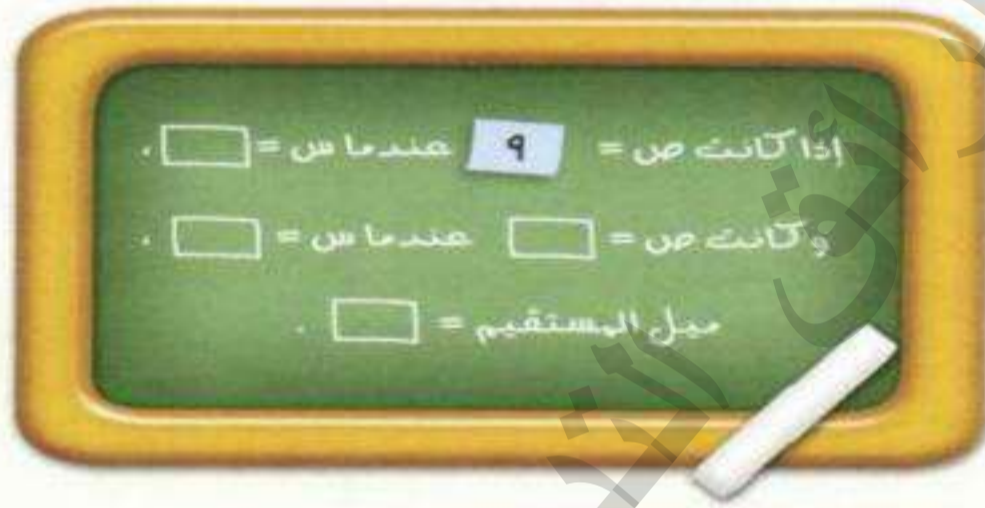 إذا كانت ص = ٩ عندما س = .
وكانت ص = عندما س = .
ميل المستقيم = .